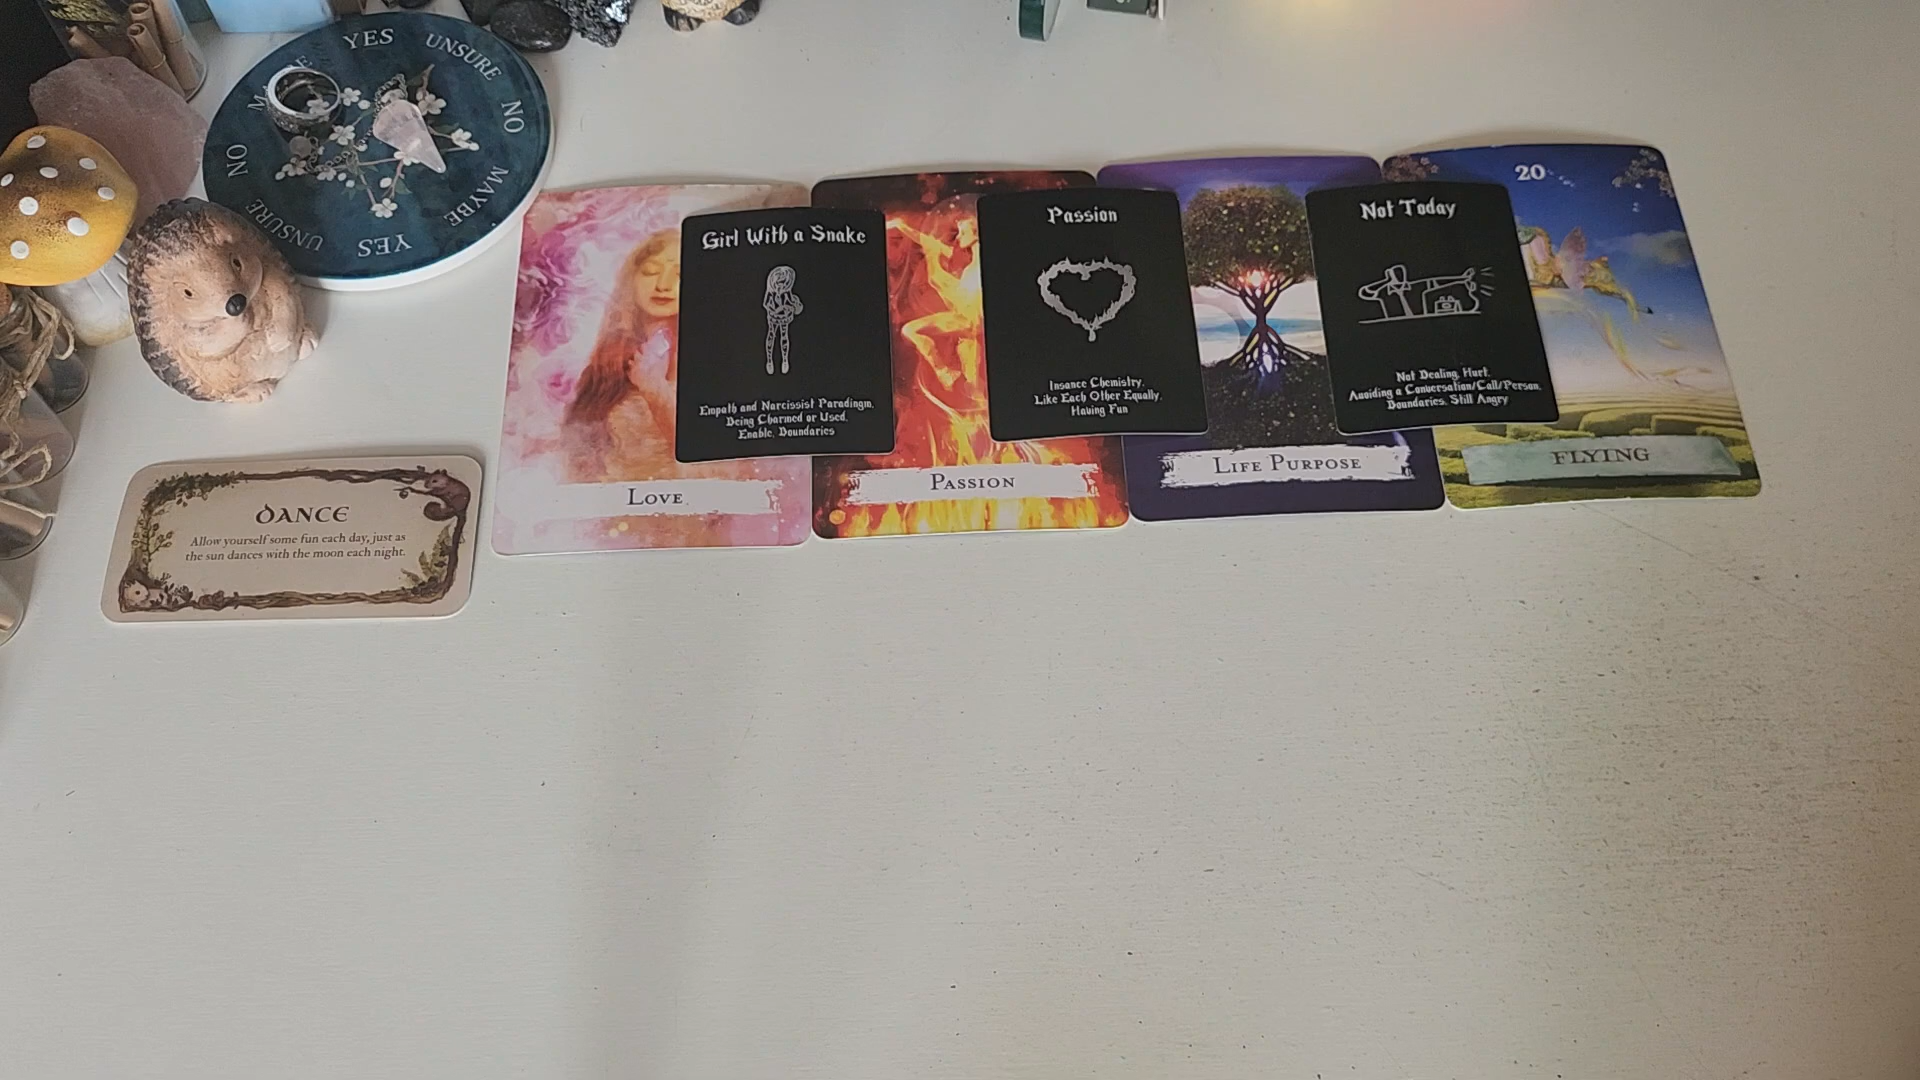 YES
UNSURE
NO
MAYBE
YES
UNSURE
NO
Girl With a Snake
Empath and Narcissist Paradingm,
Being Charmed or Used,
Enable, Boundaries
Passion
Insance Chemistry,
Like Each Other Equally,
Having Fun
Not Today
Not Dealing, Hurt,
Avoiding a Conversation/Call/Person,
Boundaries, Still Angry
20
LOVE
PASSION
LIFE PURPOSE
FLYING
DANCE
Allow yourself some fun each day, just as
the sun dances with the moon each night.